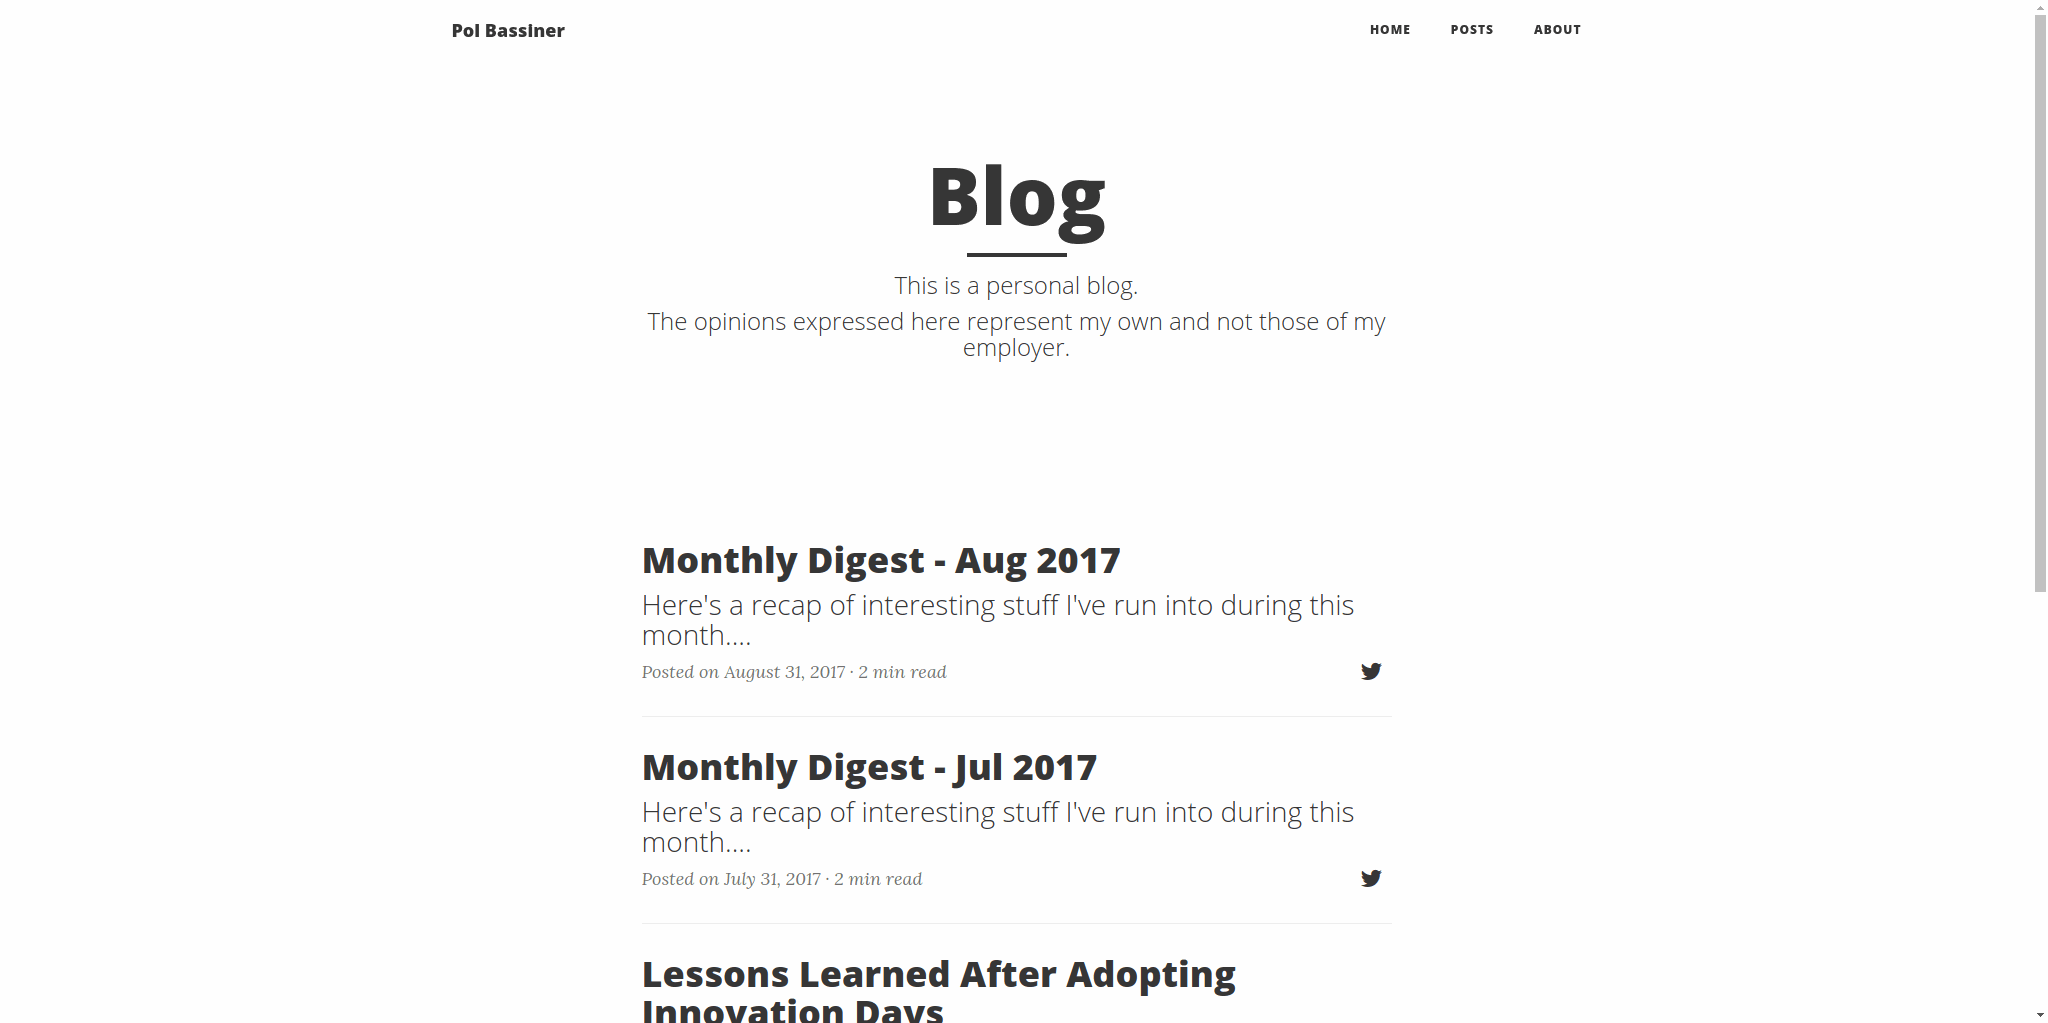 Pol Bassiner
HOME POSTS ABOUT
Blog
This is a personal blog.
The opinions expressed here represent my own and not those of my
employer.
Monthly Digest - Aug 2017
Here's a recap of interesting stuff I've run into during this
month....
Posted on August 31, 2017 · 2 min read
Monthly Digest - Jul 2017
Here's a recap of interesting stuff I've run into during this
month....
Posted on July 31, 2017 · 2 min read
Lessons Learned After Adopting
Innovation Days